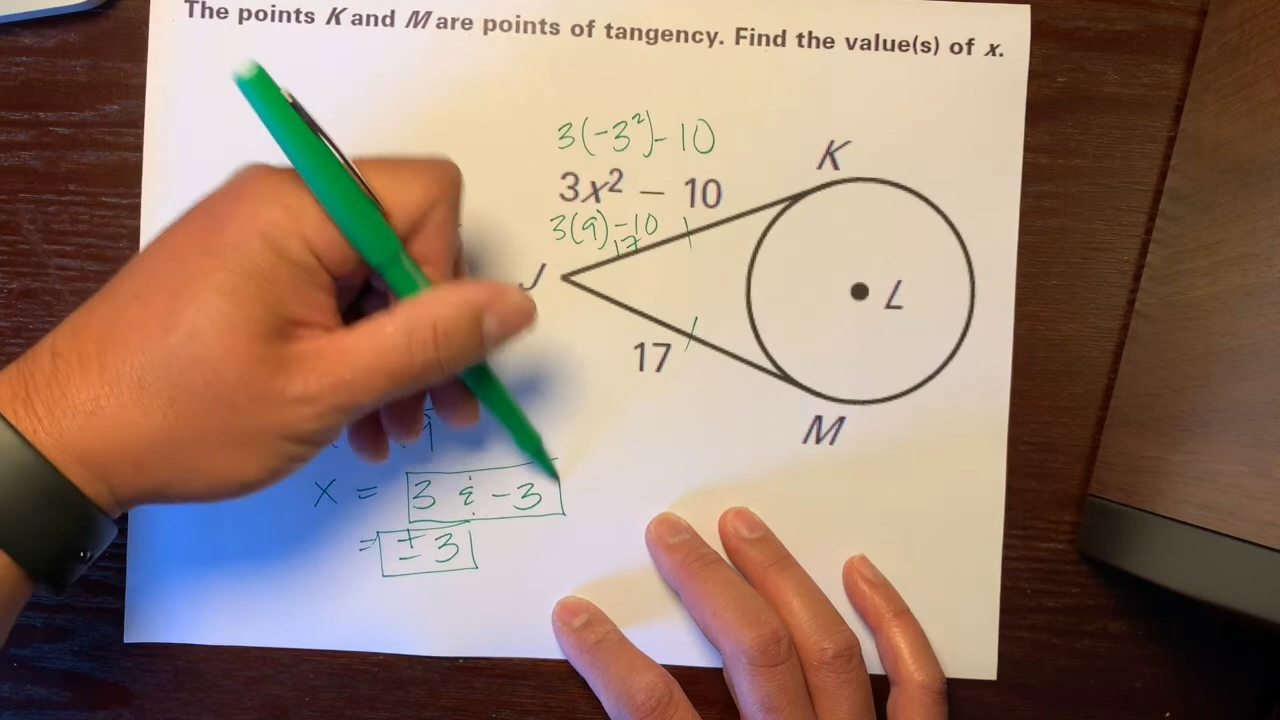 The points K and M are points of tangency. Find the value(s) of x.
3(-3²)-10
3x² – 10
3(9)-10
17
K
J
L
17
M
9
x = 3 & -3
= ±3